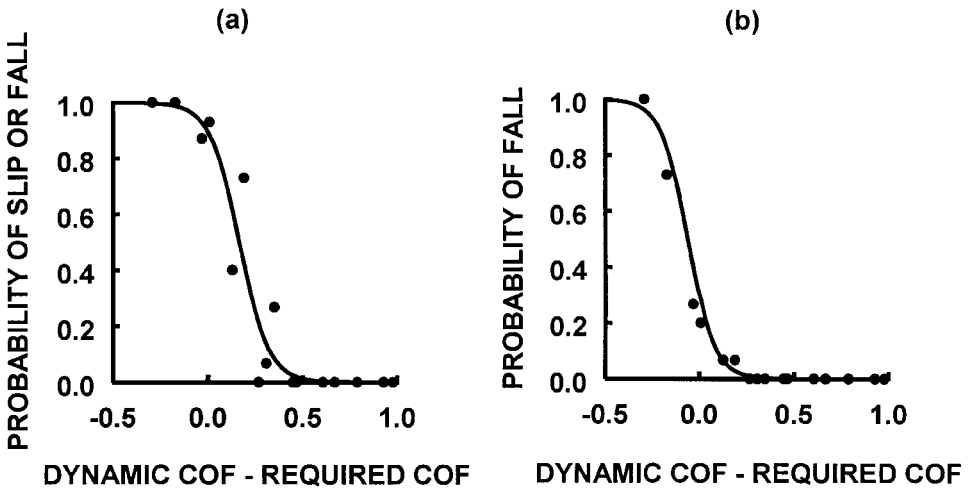 (a)
PROBABILITY OF SLIP OR FALL
1.0
0.8
0.6
0.4
0.2
0.0
-0.5 0.0 0.5 1.0
DYNAMIC COF - REQUIRED COF
(b)
PROBABILITY OF FALL
1.0
0.8
0.6
0.4
0.2
0.0
-0.5 0.0 0.5 1.0
DYNAMIC COF - REQUIRED COF